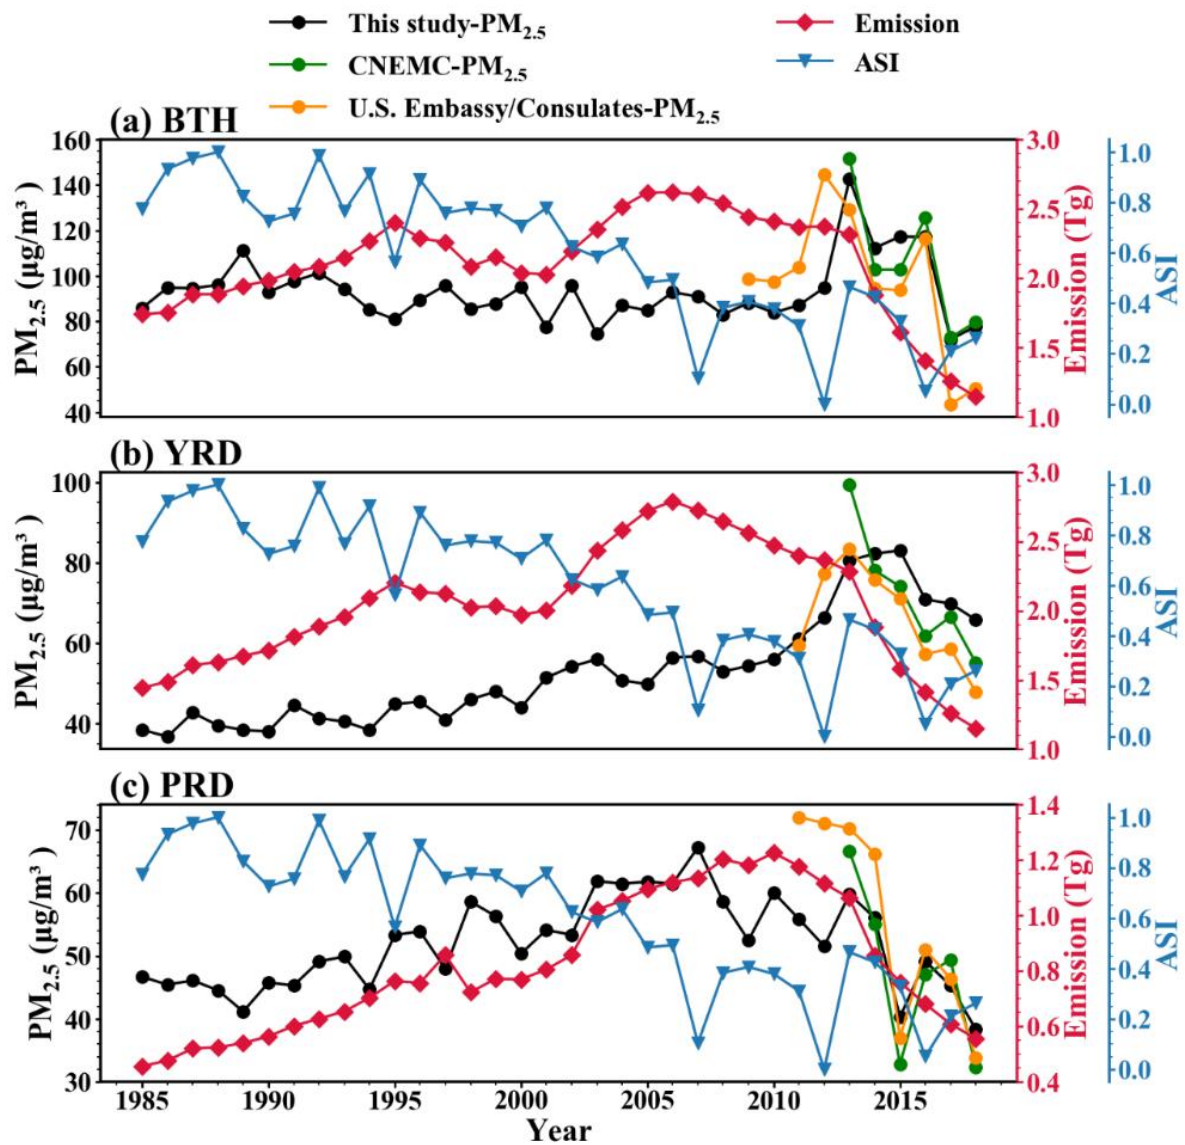 This study-PM2.5
Emission
CNEMC-PM2.5
ASI
U.S. Embassy/Consulates-PM2.5
(a) BTH
160
140
120
100
80
60
40
PM2.5 (μg/m³ )
3.0
2.5
2.0
1.5
1.0
Emission (Tg)
1.0
0.8
0.6
0.4
0.2
0.0
ASI
(b) YRD
100
80
60
40
PM2.5 (μg/m³ )
3.0
2.5
2.0
1.5
1.0
Emission (Tg)
1.0
0.8
0.6
0.4
0.2
0.0
ASI
(c) PRD
70
60
50
40
30
PM2.5 (μg/m³ )
1.4
1.2
1.0
0.8
0.6
0.4
Emission (Tg)
1.0
0.8
0.6
0.4
0.2
0.0
ASI
1985 1990 1995 2000 2005 2010 2015
Year